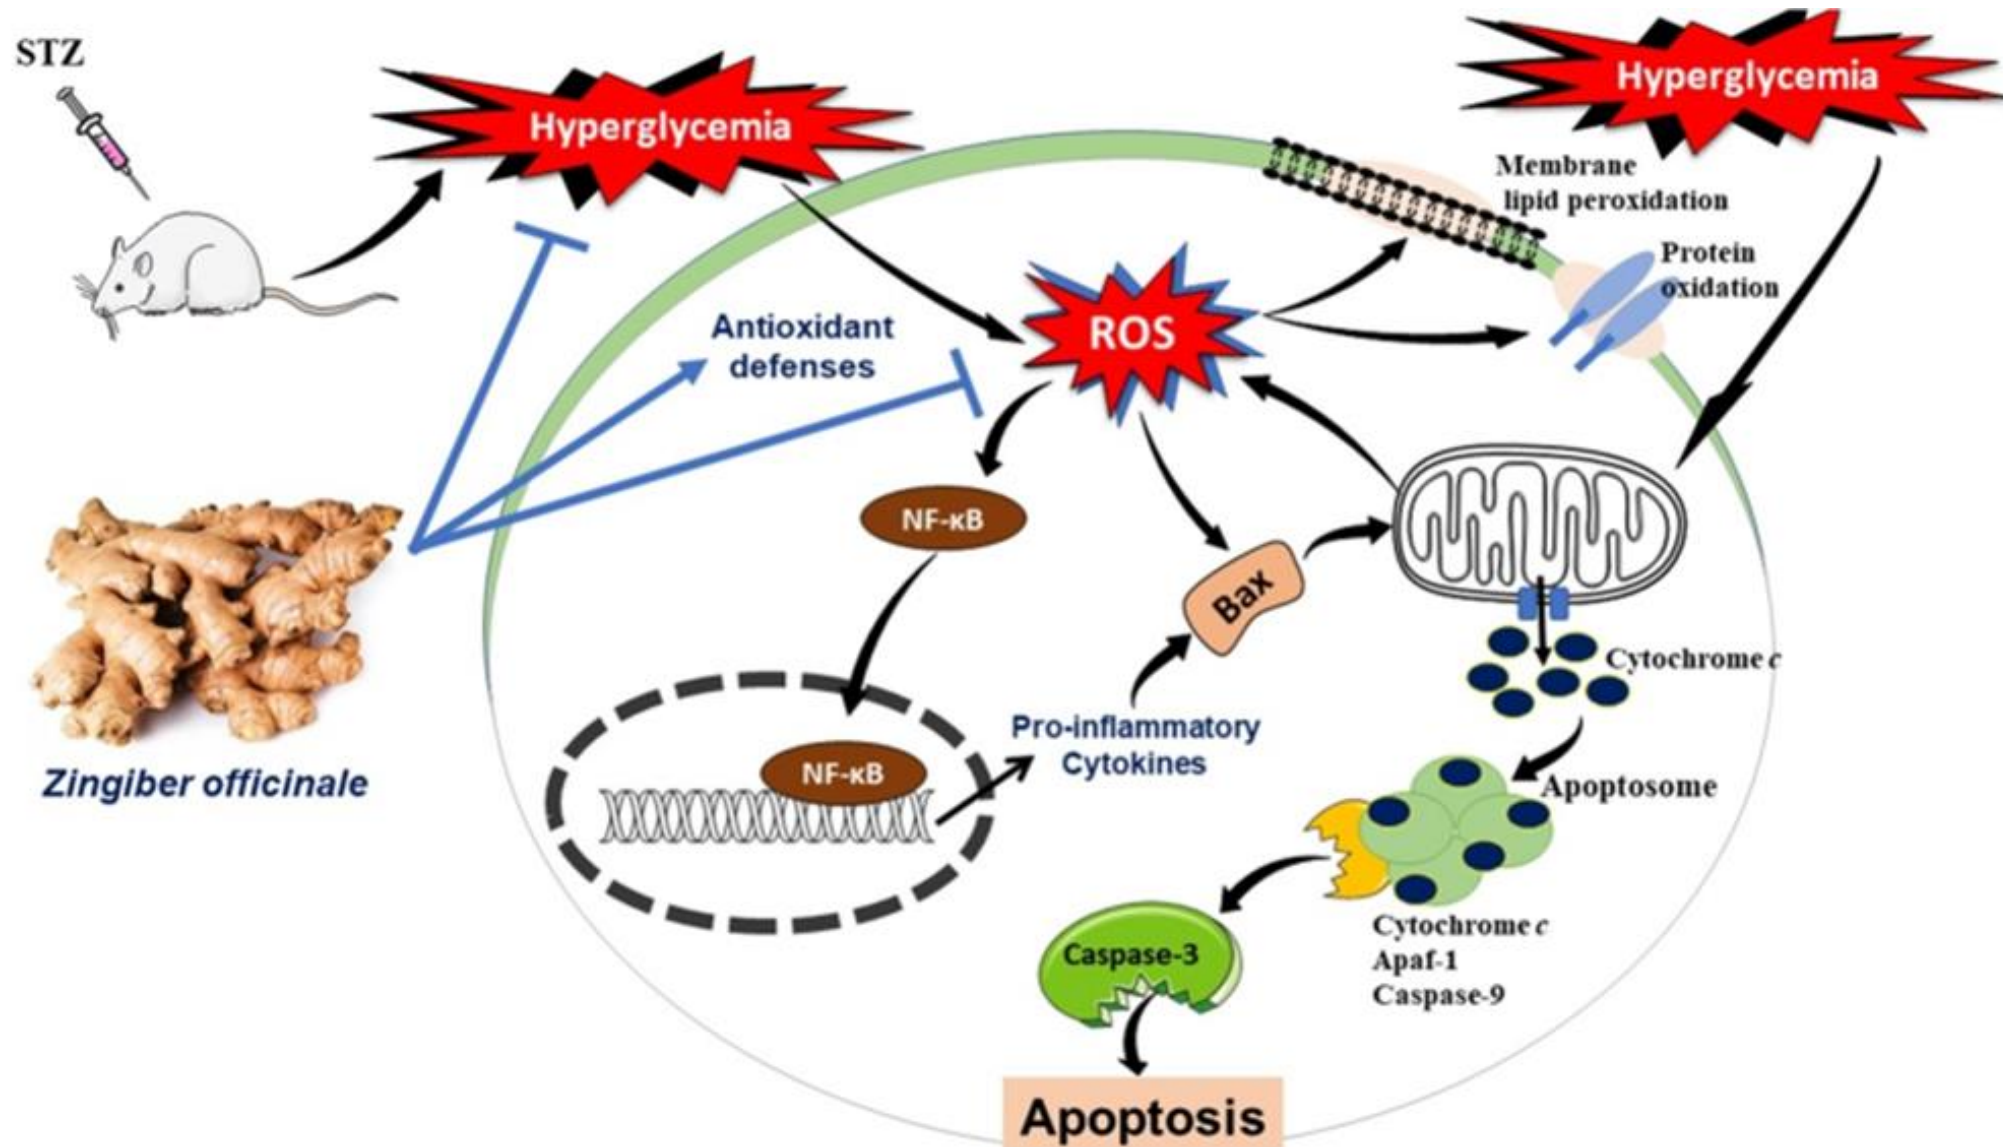 STZ
Hyperglycemia
Hyperglycemia
Membrane
lipid peroxidation
Protein
oxidation
Antioxidant
defenses
ROS
NF-κB
Bax
Cytochrome c
Zingiber officinale
NF-κB
Pro-inflammatory
Cytokines
Apoptosome
Caspase-3
Cytochrome c
Apaf-1
Caspase-9
Apoptosis